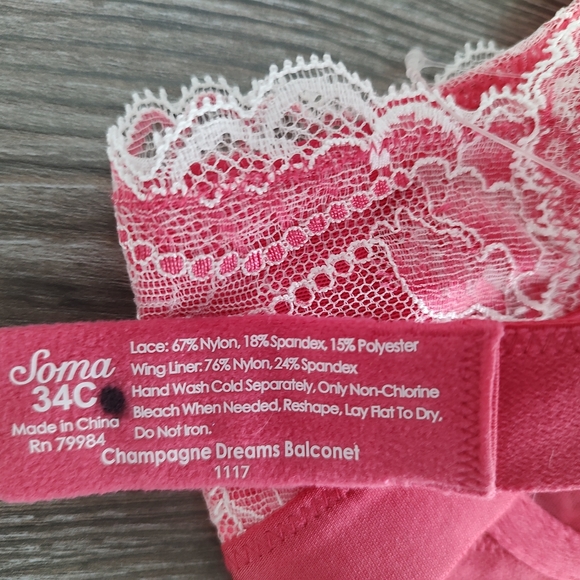 Soma
34C
Made in China
Rn 79984
Lace: 67% Nylon, 18% Spandex, 15% Polyester
Wing Liner: 76% Nylon, 24% Spandex
Hand Wash Cold Separately, Only Non-Chlorine
Bleach When Needed, Reshape, Lay Flat To Dry,
Do Not Iron.
Champagne Dreams Balconet
1117